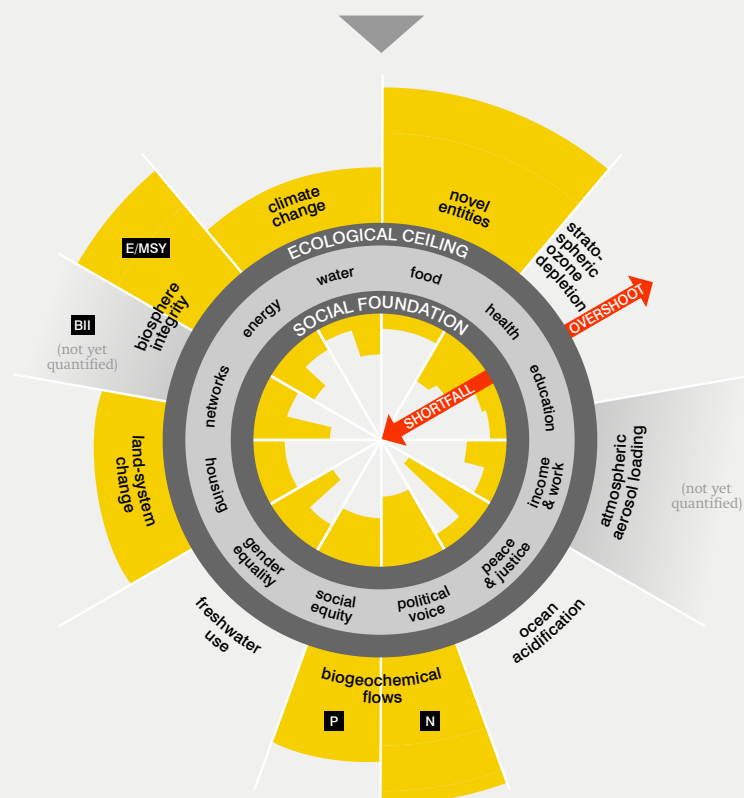 climate
change
novel
entities
strato-
spheric
ozone
depletion
E/MSY
biosphere
integrity
BII
(not yet
quantified)
ECOLOGICAL CEILING
water
food
energy
health
SOCIAL FOUNDATION
OVERSHOOT
SHORTFALL
networks
education
land-system
change
housing
income
& work
atmospheric
aerosol loading
(not yet
quantified)
gender
equality
peace
& justice
social
equity
political
voice
freshwater
use
ocean
acidification
biogeochemical
flows
P
N